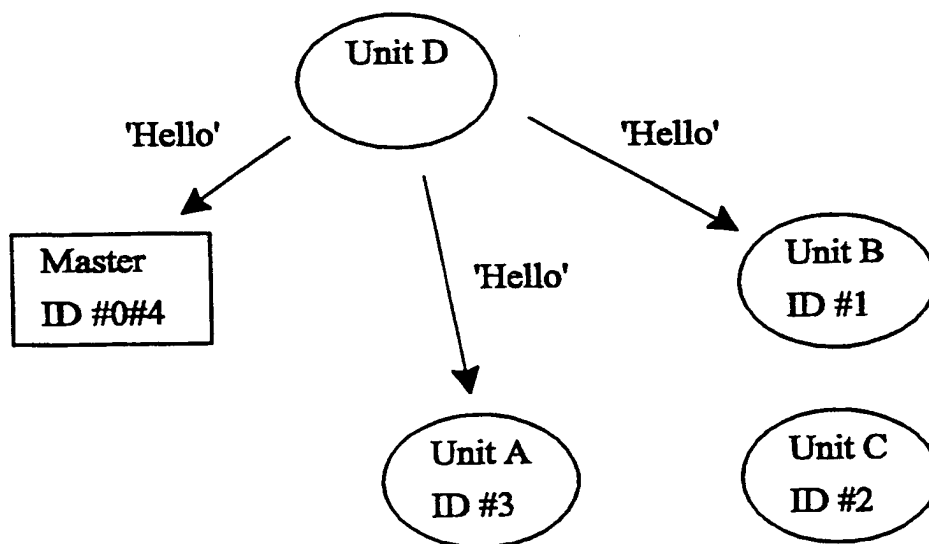 Unit D
'Hello'
'Hello'
Master
ID #0#4
'Hello'
Unit B
ID #1
Unit A
ID #3
Unit C
ID #2